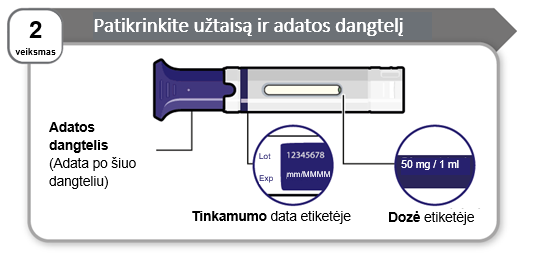 2
veiksmas
Patikrinkite užtaisą ir adatos dangtelį
Adatos
dangtelis
(Adata po šiuo
dangteliu)
Lot 12345678
Exp mm/MMMM
50 mg / 1 ml
Tinkamumo data etiketėje
Dozė etiketėje